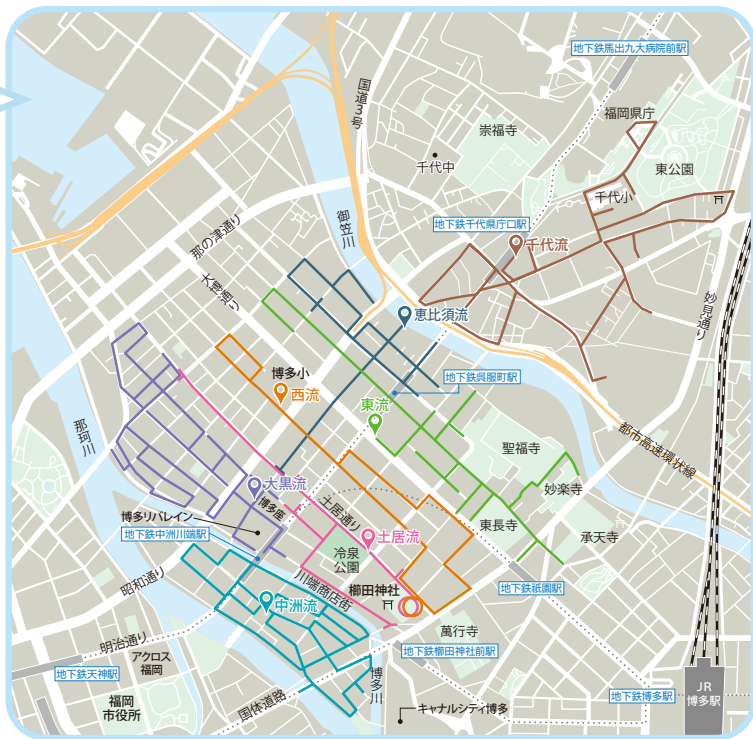 地下鉄馬出九大病院前駅
国道3号
福岡県庁
崇福寺
東公園
千代中
千代小
御笠川
地下鉄千代県庁口駅
那の津通り
千代流
大博通り
妙見通り
恵比須流
博多小
地下鉄呉服町駅
西流
東流
那珂川
都市高速環状線
聖福寺
大黒流
妙楽寺
博多座
土居通り
博多リバレイン
東長寺
承天寺
地下鉄中洲川端駅
土居流
冷泉
公園
昭和通り
川端商店街
櫛田神社
地下鉄祇園駅
中洲流
萬行寺
明治通り
地下鉄櫛田神社前駅
アクロス
福岡
地下鉄天神駅
博多川
JR
博多駅
地下鉄博多駅
福岡
市役所
国体道路
キャナルシティ博多